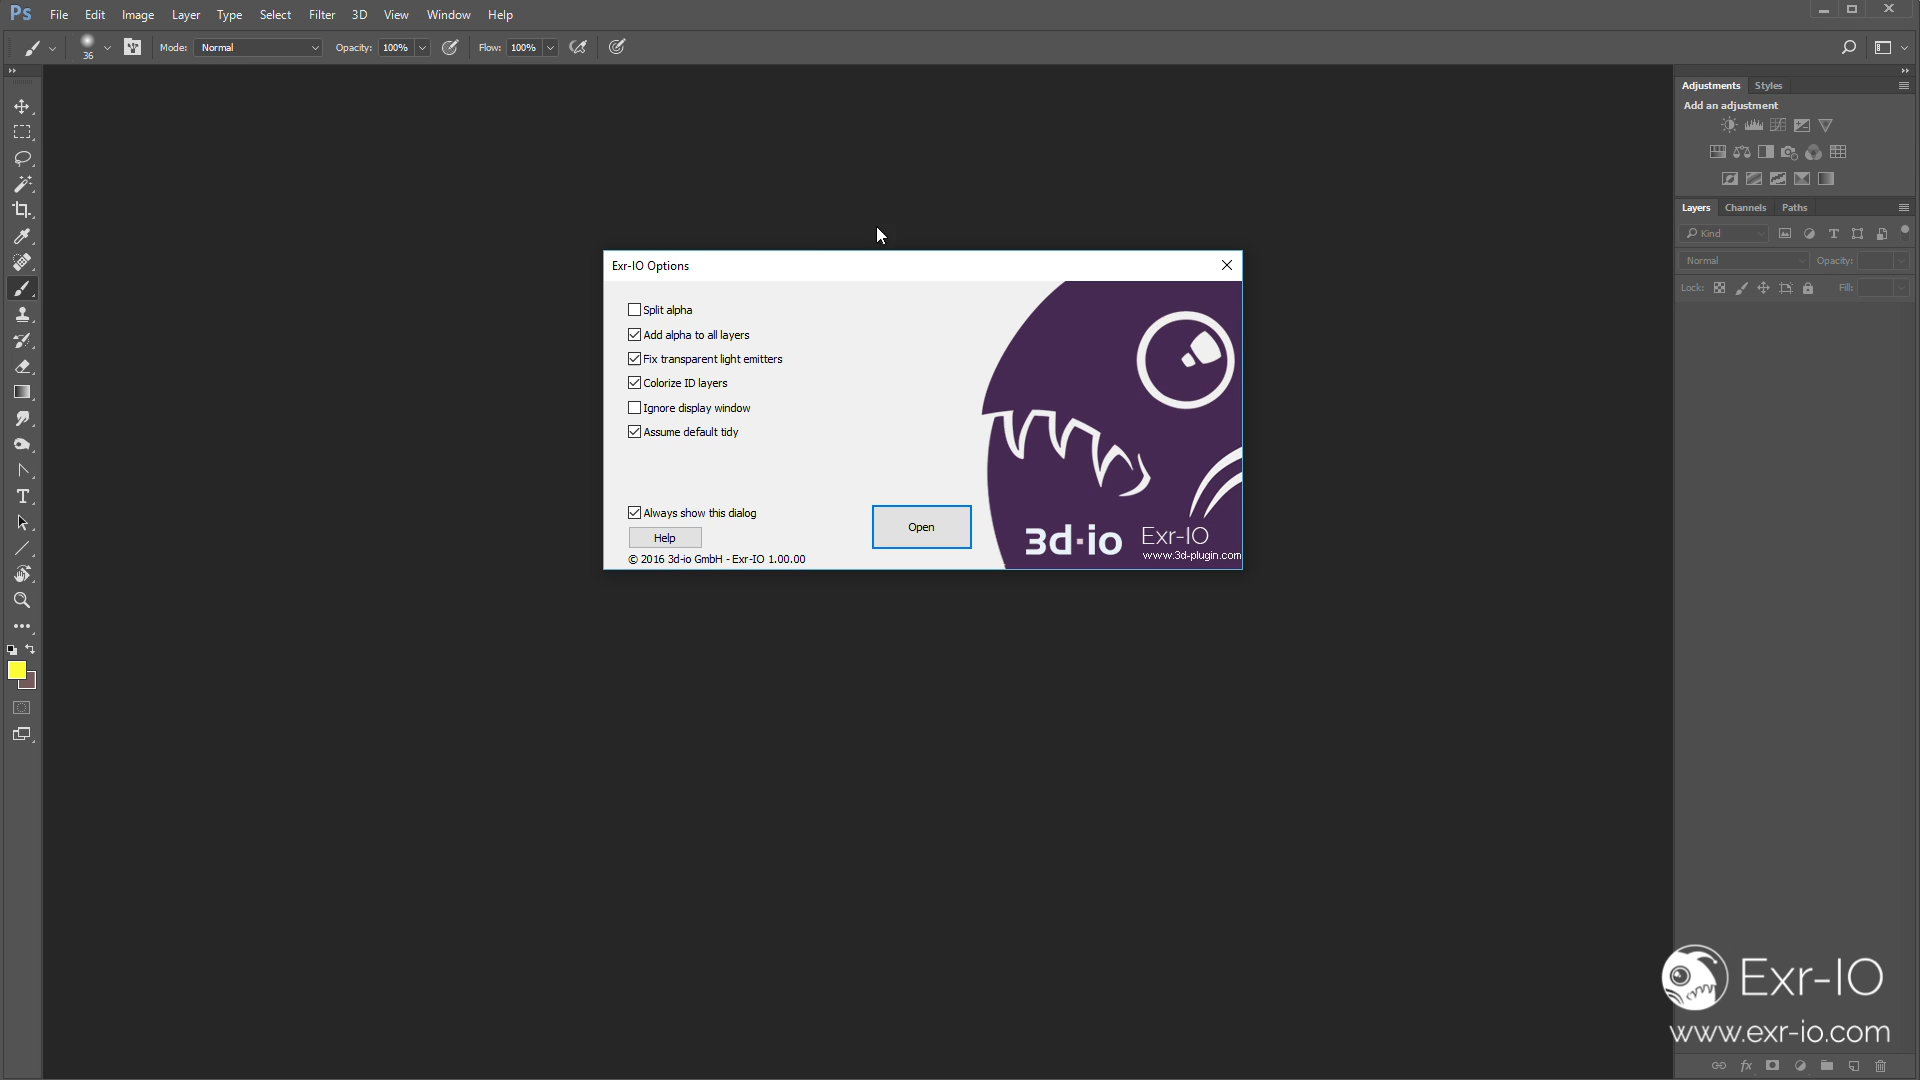 Ps File Edit Image Layer Type Select Filter 3D View Window Help
36 Mode: Normal Opacity: 100% Flow: 100%
Adjustments Styles
Add an adjustment
Layers Channels Paths
Kind
Normal Opacity:
Lock: Fill:
Exr-IO Options
Split alpha
Add alpha to all layers
Fix transparent light emitters
Colorize ID layers
Ignore display window
Assume default tidy
Always show this dialog
Help
Open
© 2016 3d-io GmbH - Exr-IO 1.00.00
3d·io Exr-IO
www.3d-plugin.com
Exr-IO
www.exr-io.com
fx